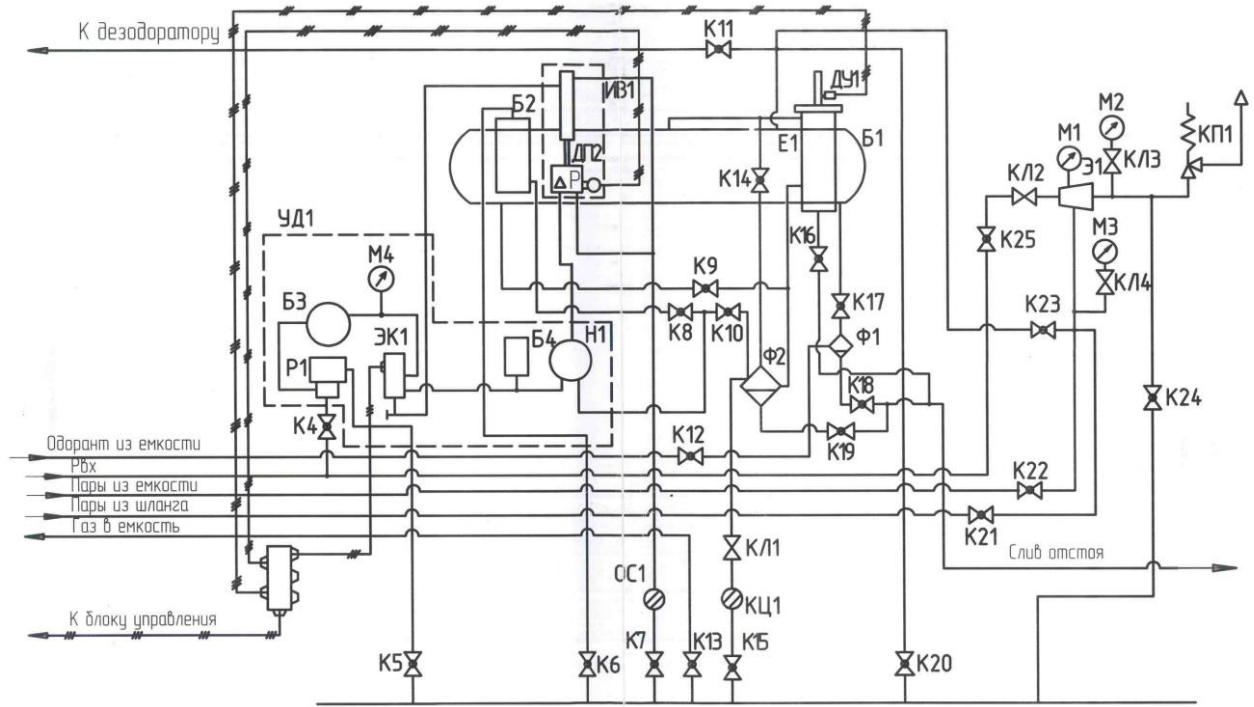 К дезодоратору
К11
М2
М1
КП1
Э1
КЛ3
КЛ2
Б2
ИВ1
ДУ1
Е1
Б1
ДП2
ΔР
К14
УД1
М4
К16
К25
М3
КЛ4
К9
К17
К23
Б3
ЭК1
Б4
Н1
К8
К10
Ф1
Р1
Ф2
К18
К24
К4
К19
Одорант из емкости
К12
Рвх
К22
Пары из емкости
Пары из шланга
К21
Газ в емкость
КЛ1
Слив отстоя
ОС1
КЦ1
К блоку управления
К5
К6
К7
К13
К15
К20